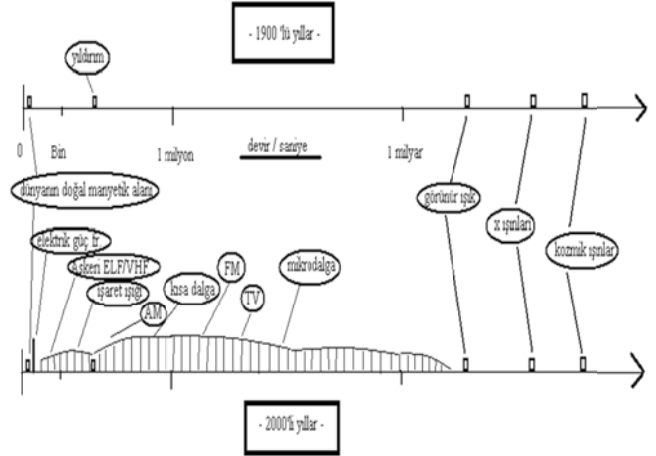 - 1900 'lü yıllar -
yıldırım
0 Bin 1 milyon devir / saniye 1 milyar
dünyanın doğal manyetik alanı
görünür ışık
x ışınları
kozmik ışınlar
elektrik güç fr.
Askeri ELF/VHF
işaret ışığı
AM
kısa dalga
FM
TV
mikrodalga
- 2000'li yıllar -